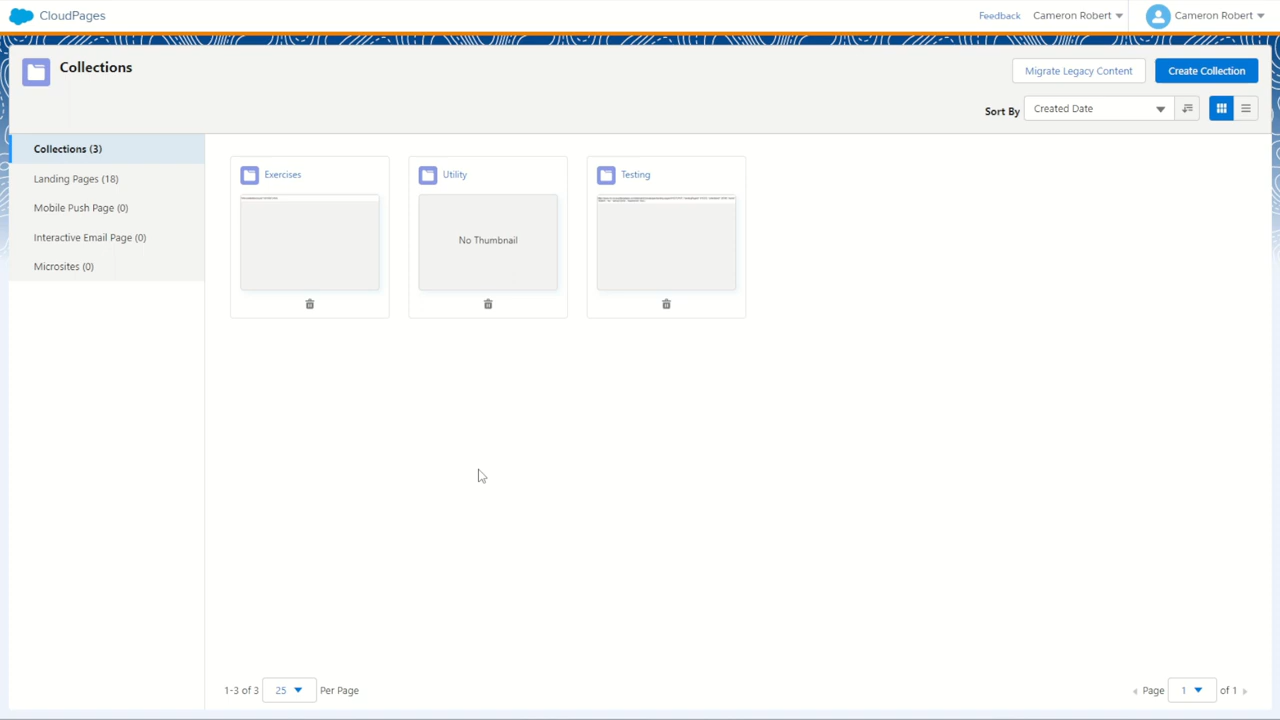 CloudPages
Feedback
Cameron Robert
Cameron Robert
Collections
Migrate Legacy Content
Create Collection
Sort By
Created Date
Collections (3)
Landing Pages (18)
Mobile Push Page (0)
Interactive Email Page (0)
Microsites (0)
Exercises
Utility
No Thumbnail
Testing
1-3 of 3
25
Per Page
Page
1
of 1